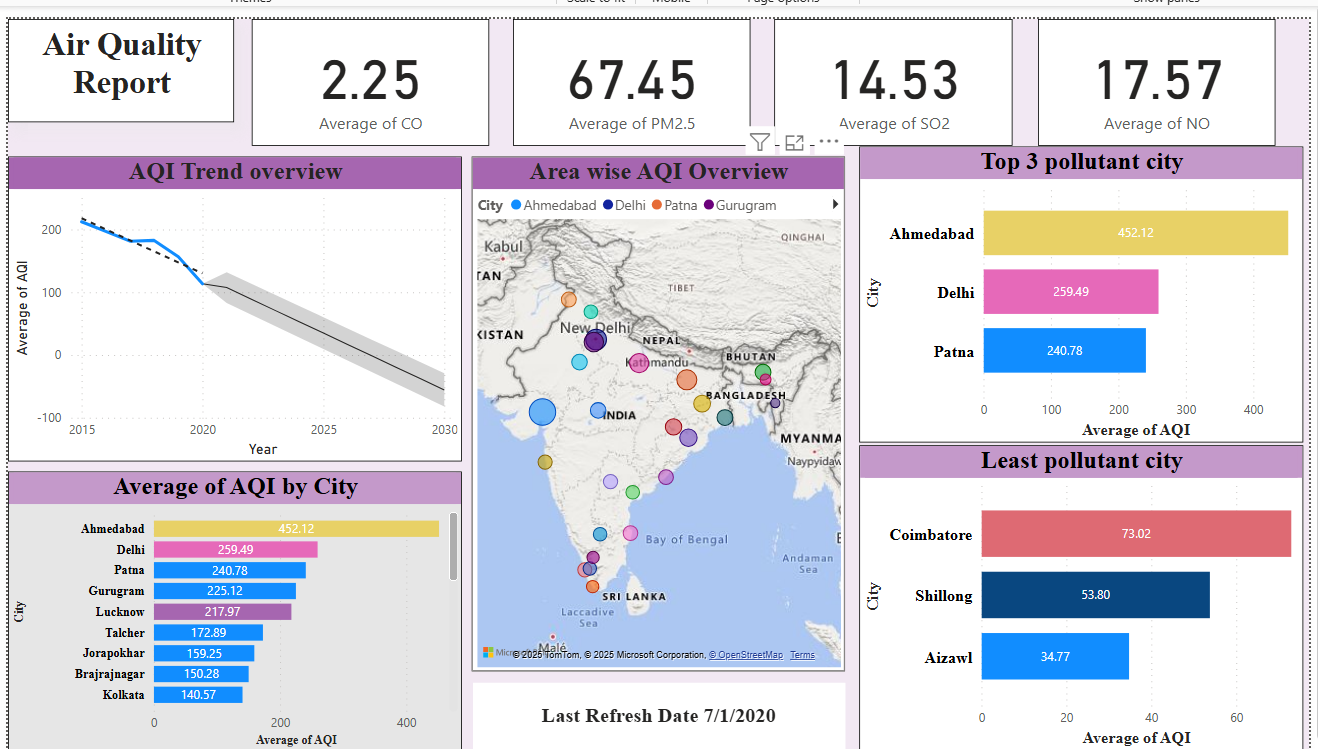 Air Quality
Report
2.25
Average of CO
67.45
Average of PM2.5
14.53
Average of SO2
17.57
Average of NO
AQI Trend overview
Average of AQI
200
100
0
-100
2015
2020
2025
2030
Year
Area wise AQI Overview
City Ahmedabad Delhi Patna Gurugram
Kabul
QINGHAI
TAN
TIBET
KISTAN
New Delhi
NEPAL
Kathmandu
BHUTAN
BANGLADESH
INDIA
MYANMA
Naypyidaw
Bay of Bengal
Andaman
Sea
SRI LANKA
Laccadive
Sea
Malé
© 2025 TomTom, © 2025 Microsoft Corporation, © OpenStreetMap Terms
Top 3 pollutant city
City
Ahmedabad 452.12
Delhi 259.49
Patna 240.78
0 100 200 300 400
Average of AQI
Average of AQI by City
City
Ahmedabad 452.12
Delhi 259.49
Patna 240.78
Gurugram 225.12
Lucknow 217.97
Talcher 172.89
Jorapokhar 159.25
Brajrajnagar 150.28
Kolkata 140.57
0 200 400
Average of AQI
Last Refresh Date 7/1/2020
Least pollutant city
City
Coimbatore 73.02
Shillong 53.80
Aizawl 34.77
0 20 40 60
Average of AQI